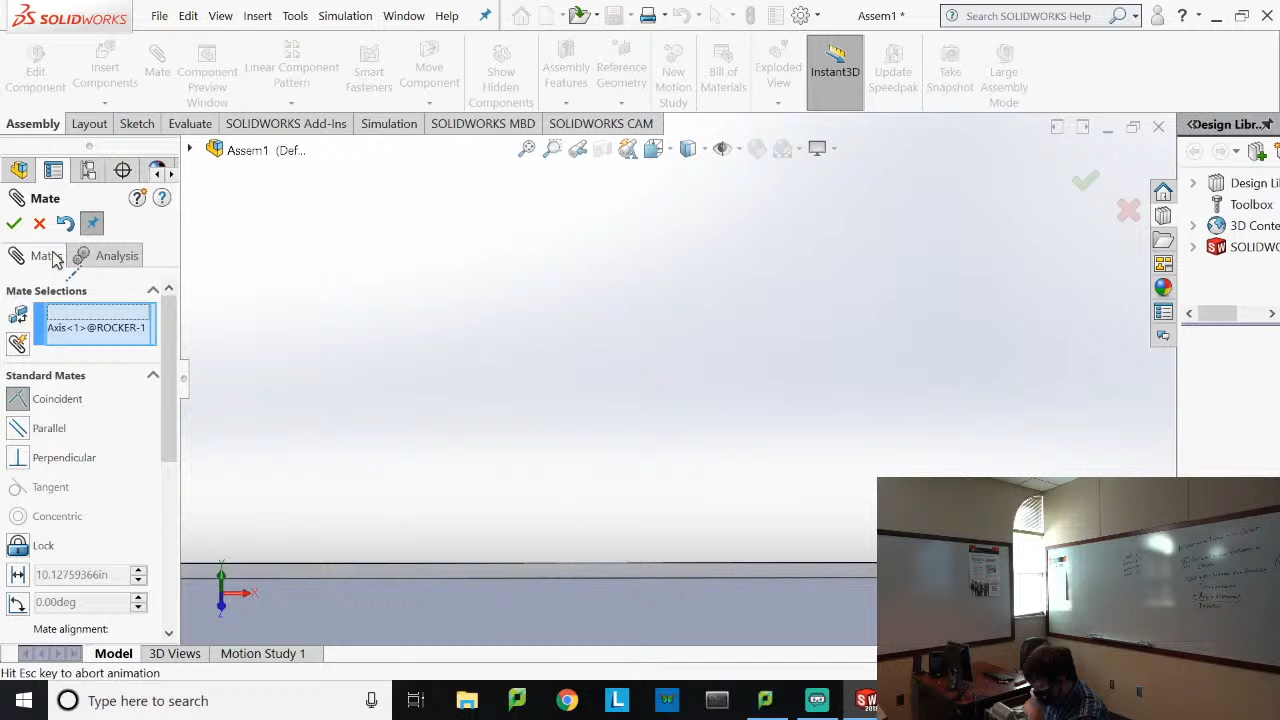 SOLIDWORKS
File Edit View Insert Tools Simulation Window Help
Assem1 *
Search SOLIDWORKS Help
?
Edit Component
Insert Components
Mate
Component Preview Window
Linear Component Pattern
Smart Fasteners
Move Component
Show Hidden Components
Assembly Features
Reference Geometry
New Motion Study
Bill of Materials
Exploded View
Instant3D
Update Speedpak
Take Snapshot
Large Assembly Mode
Assembly Layout Sketch Evaluate SOLIDWORKS Add-Ins Simulation SOLIDWORKS MBD SOLIDWORKS CAM
Design Libr...
Assem1 (Def...
Mate
Analysis
Mate Selections
Axis<1>@ROCKER-1
Standard Mates
Coincident
Parallel
Perpendicular
Tangent
Concentric
Lock
10.12759366in
0.00deg
Mate alignment:
Design Li
Toolbox
3D Conte
SOLIDWO
Y
X
Z
Model 3D Views Motion Study 1
Hit Esc key to abort animation
Type here to search